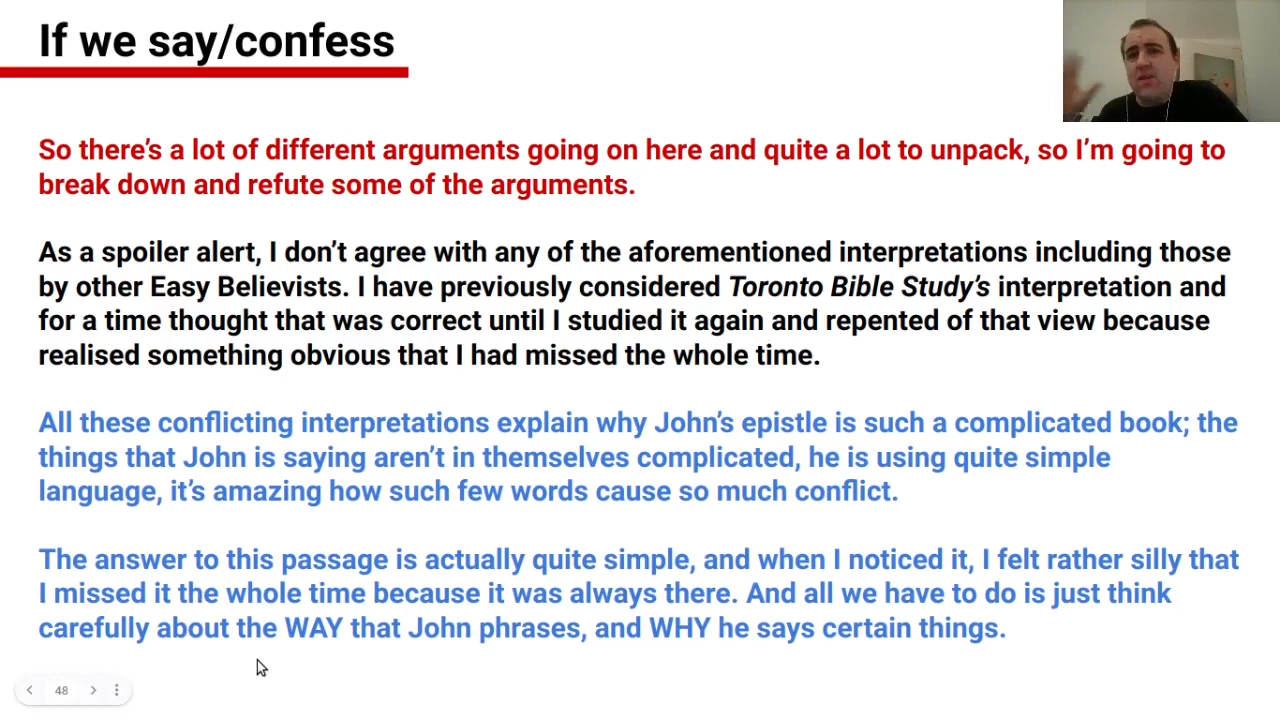 If we say/confess
So there's a lot of different arguments going on here and quite a lot to unpack, so I'm going to
break down and refute some of the arguments.
As a spoiler alert, I don't agree with any of the aforementioned interpretations including those
by other Easy Believists. I have previously considered Toronto Bible Study's interpretation and
for a time thought that was correct until I studied it again and repented of that view because
realised something obvious that I had missed the whole time.
All these conflicting interpretations explain why John's epistle is such a complicated book; the
things that John is saying aren't in themselves complicated, he is using quite simple
language, it's amazing how such few words cause so much conflict.
The answer to this passage is actually quite simple, and when I noticed it, I felt rather silly that
I missed it the whole time because it was always there. And all we have to do is just think
carefully about the WAY that John phrases, and WHY he says certain things.
48